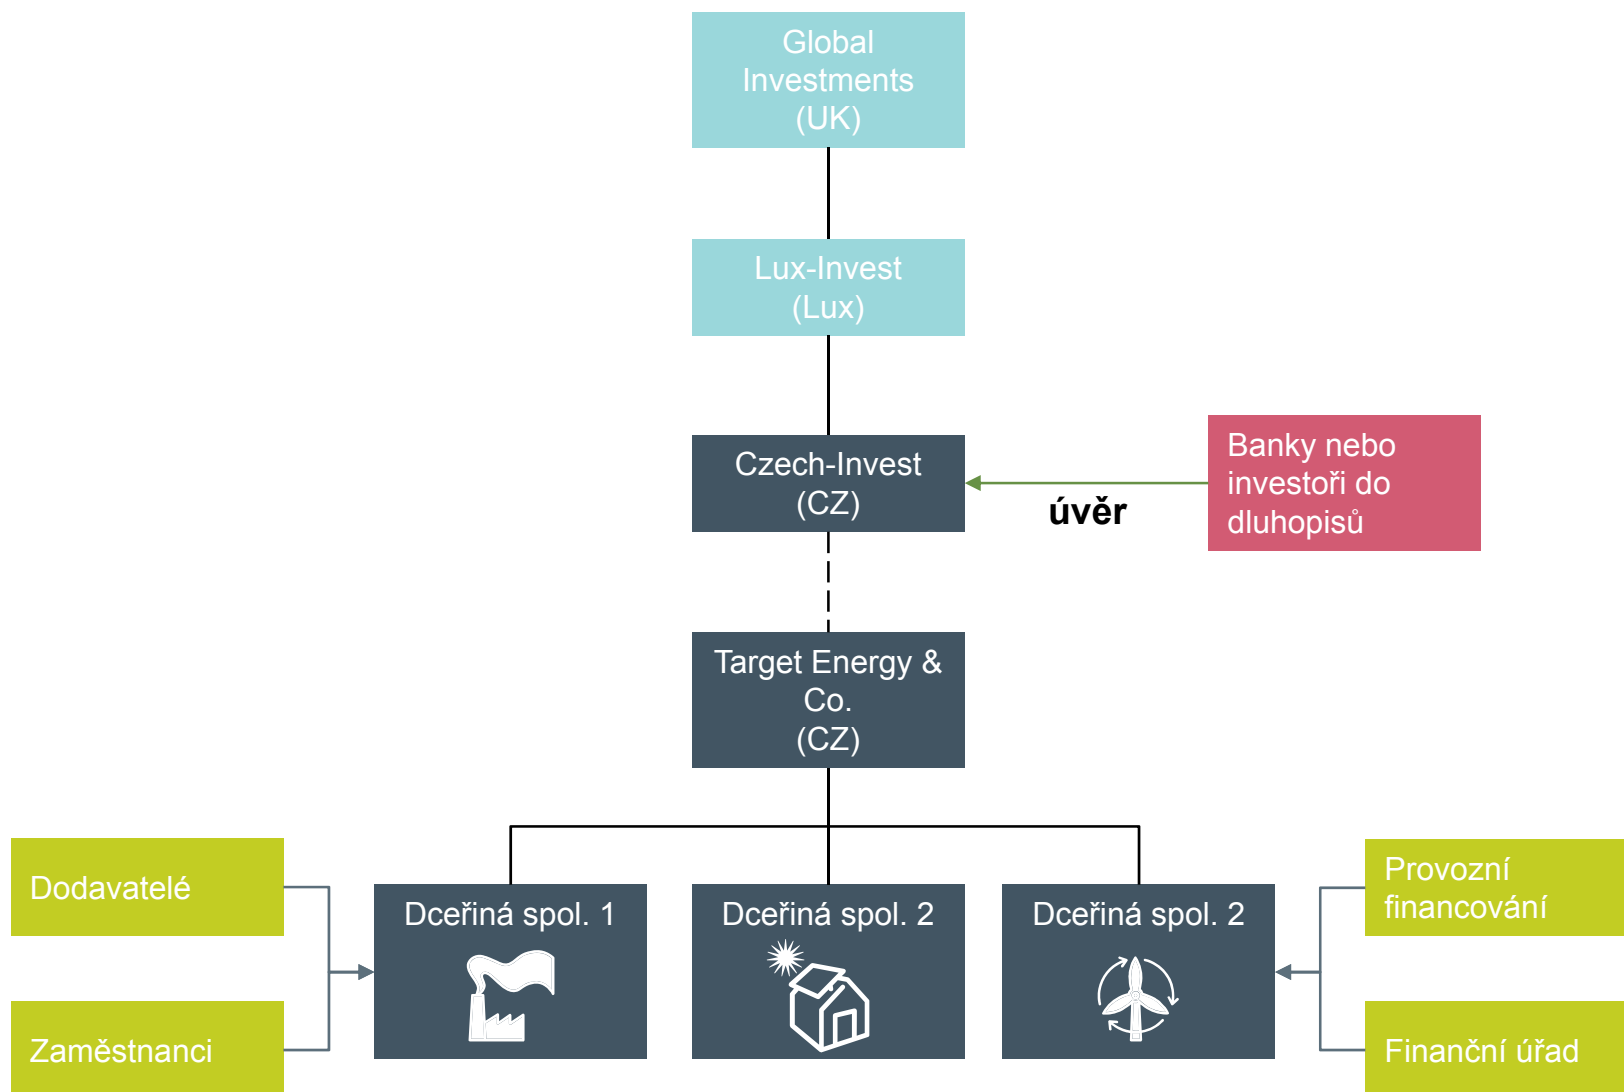 Global
Investments
(UK)
Lux-Invest
(Lux)
Czech-Invest
(CZ)
úvěr
Banky nebo
investoři do
dluhopisů
Target Energy &
Co.
(CZ)
Dodavatelé
Zaměstnanci
Dceřiná spol. 1
Dceřiná spol. 2
Dceřiná spol. 2
Provozní
financování
Finanční úřad